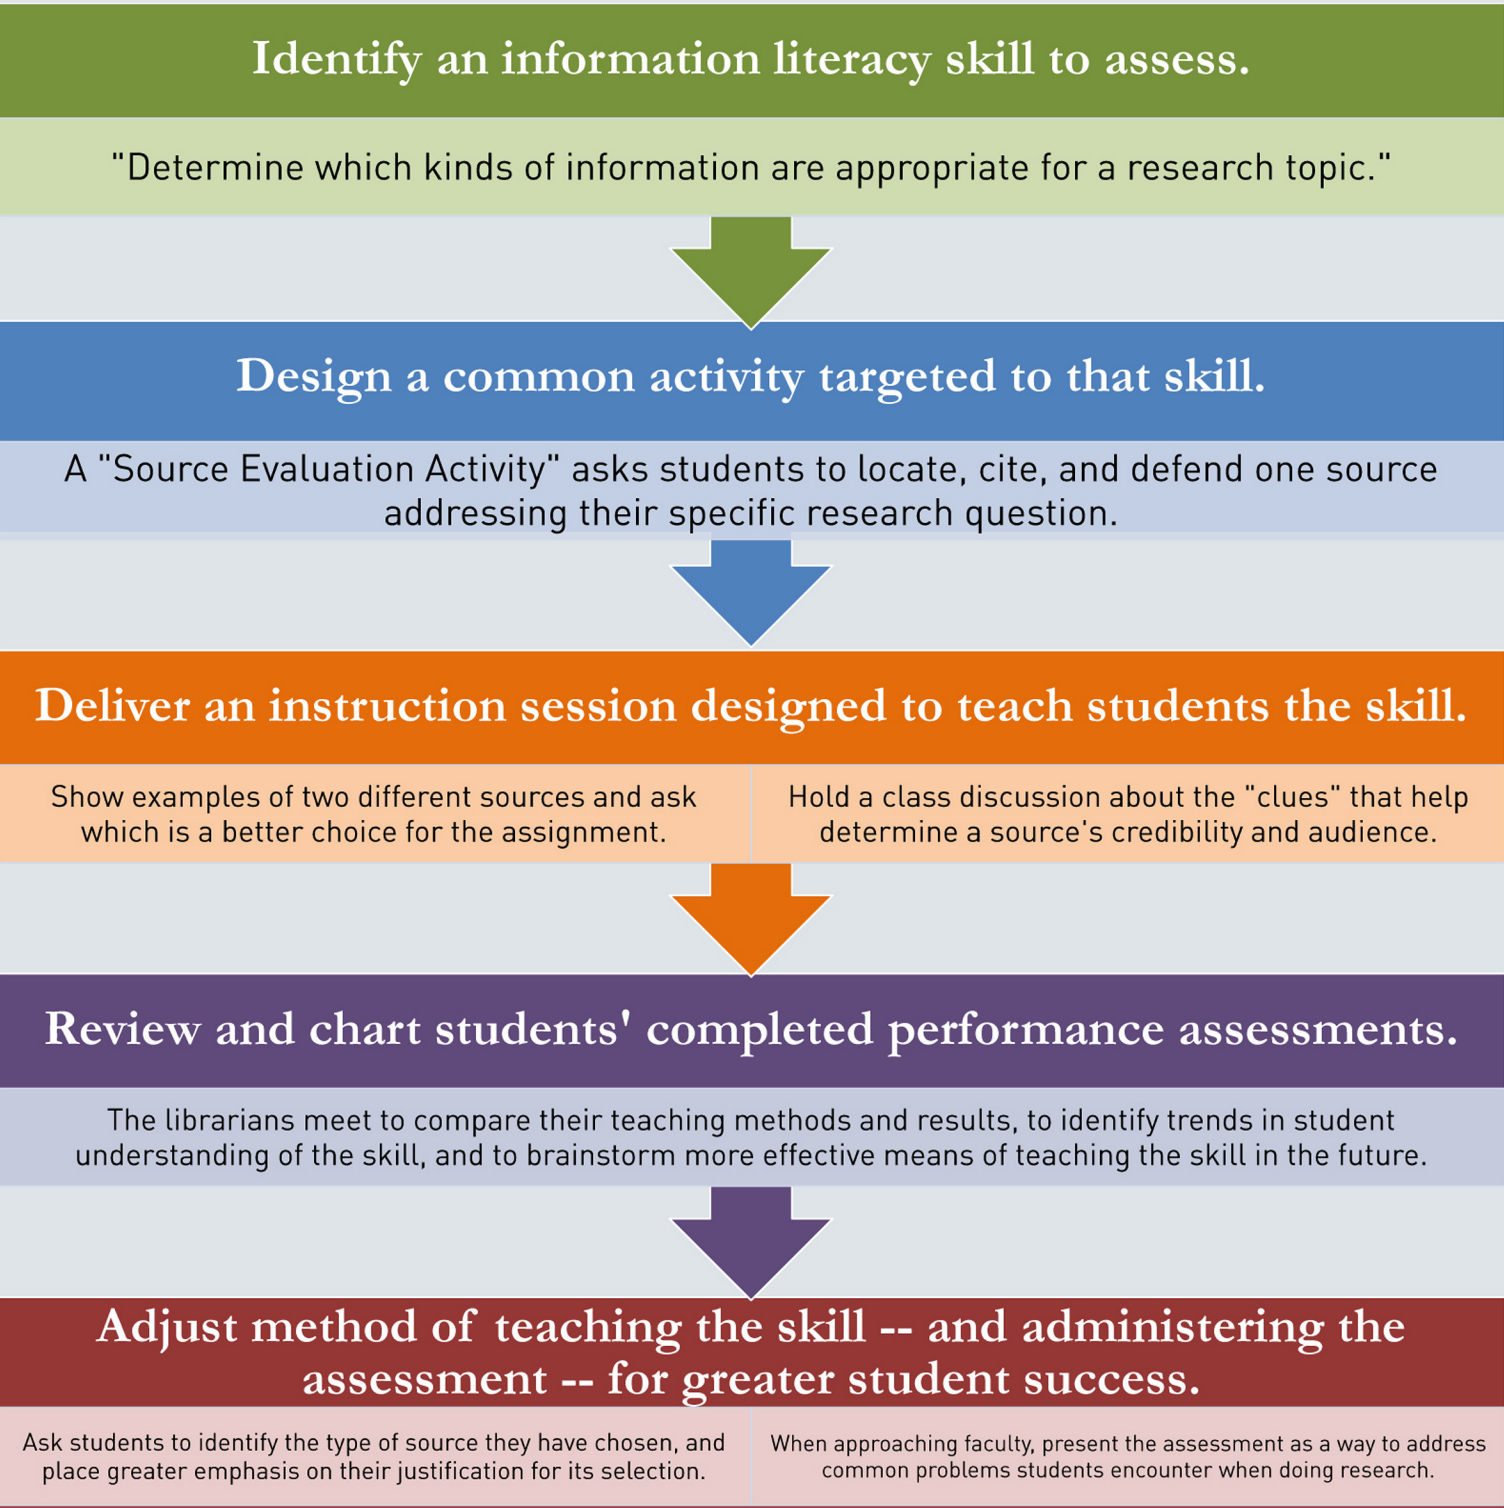 Identify an information literacy skill to assess.
"Determine which kinds of information are appropriate for a research topic."
Design a common activity targeted to that skill.
A "Source Evaluation Activity" asks students to locate, cite, and defend one source
addressing their specific research question.
Deliver an instruction session designed to teach students the skill.
Show examples of two different sources and ask
which is a better choice for the assignment.
Hold a class discussion about the "clues" that help
determine a source's credibility and audience.
Review and chart students' completed performance assessments.
The librarians meet to compare their teaching methods and results, to identify trends in student
understanding of the skill, and to brainstorm more effective means of teaching the skill in the future.
Adjust method of teaching the skill -- and administering the
assessment -- for greater student success.
Ask students to identify the type of source they have chosen, and
place greater emphasis on their justification for its selection.
When approaching faculty, present the assessment as a way to address
common problems students encounter when doing research.